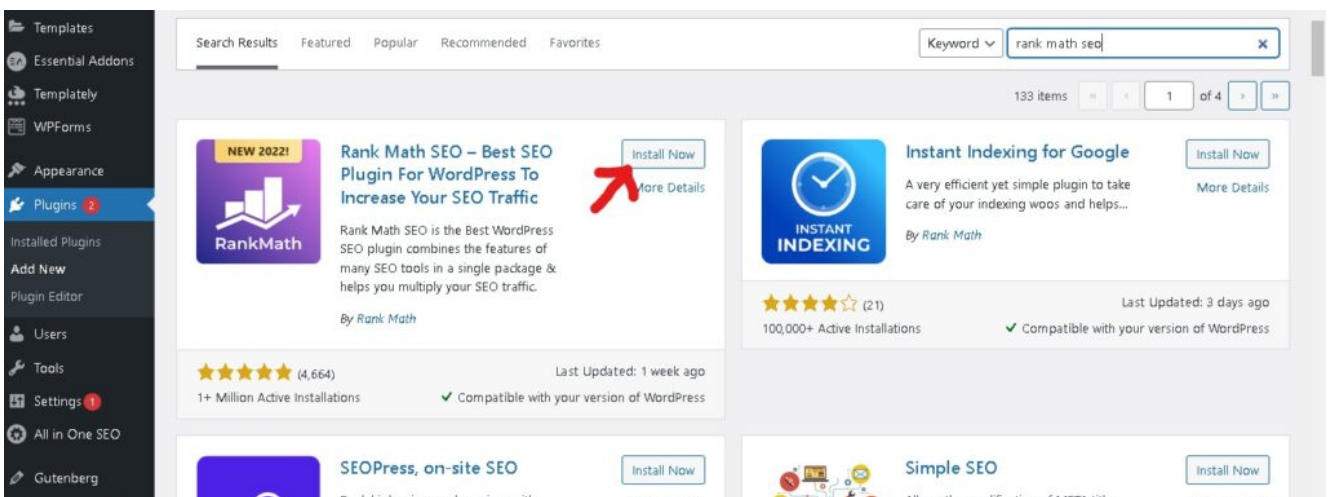 Templates
Essential Addons
Templately
WPForms
Appearance
Plugins 2
Installed Plugins
Add New
Plugin Editor
Users
Tools
Settings 1
All in One SEO
Gutenberg
Search Results Featured Popular Recommended Favorites
Keyword rank math seo
133 items « ‹ 1 of 4 › »
NEW 2022!
RankMath
Rank Math SEO – Best SEO
Plugin For WordPress To
Increase Your SEO Traffic
Install Now
More Details
Rank Math SEO is the Best WordPress
SEO plugin combines the features of
many SEO tools in a single package &
helps you multiply your SEO traffic.
By Rank Math
(4,664)
Last Updated: 1 week ago
1+ Million Active Installations
Compatible with your version of WordPress
INSTANT
INDEXING
Instant Indexing for Google
Install Now
More Details
A very efficient yet simple plugin to take
care of your indexing woos and helps...
By Rank Math
(21)
Last Updated: 3 days ago
100,000+ Active Installations
Compatible with your version of WordPress
SEOPress, on-site SEO
Install Now
Simple SEO
Install Now